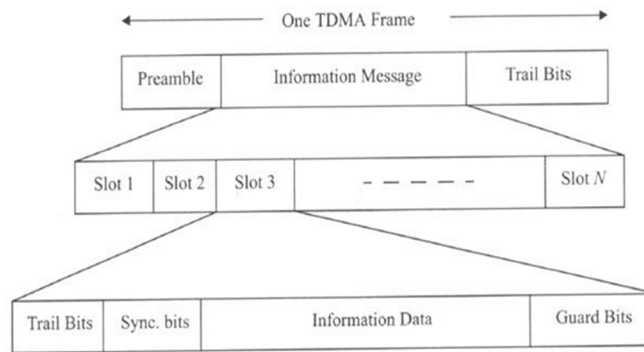 One TDMA Frame
Preamble Information Message Trail Bits
Slot 1 Slot 2 Slot 3 Slot N
Trail Bits Sync. bits Information Data Guard Bits